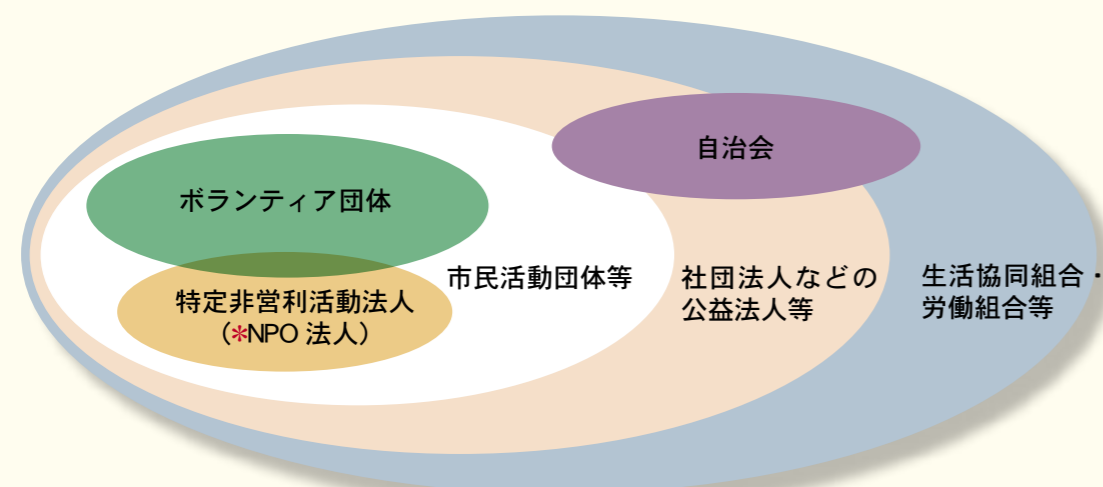 自治会
ボランティア団体
市民活動団体等
社団法人などの
公益法人等
生活協同組合・
労働組合等
特定非営利活動法人
(*NPO 法人)